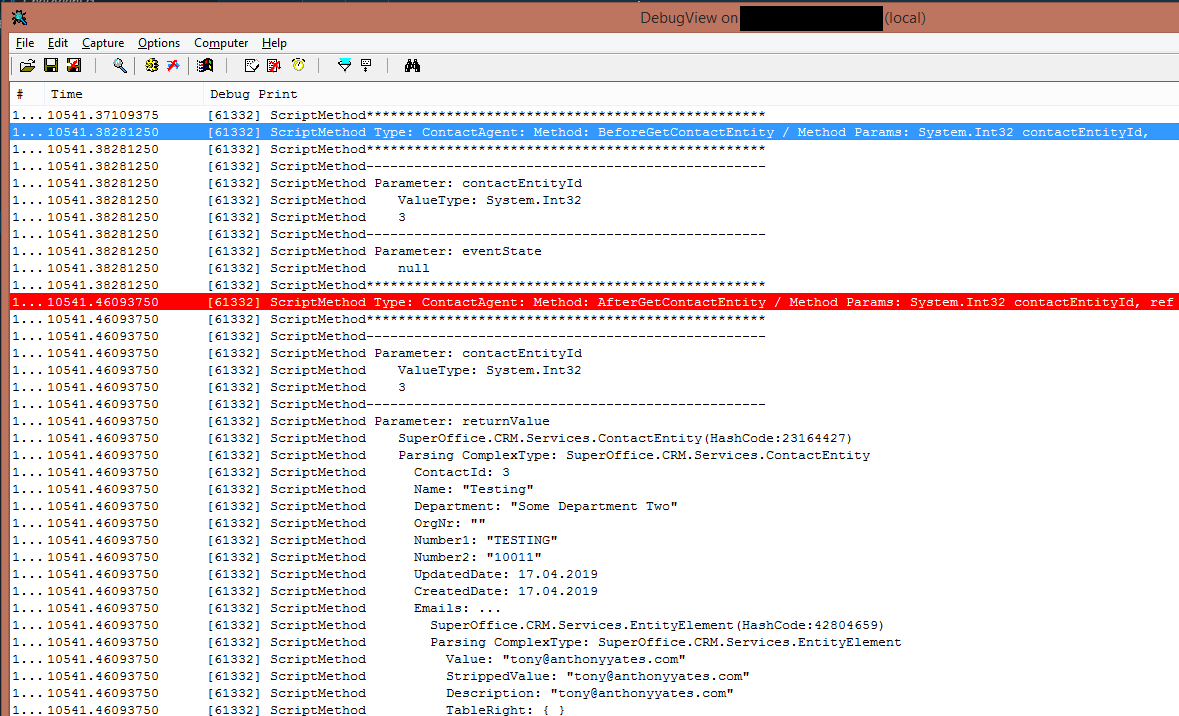 DebugView on (local)
File Edit Capture Options Computer Help
# Time Debug Print
1... 10541.37109375 [61332] ScriptMethod**************************************************
1... 10541.38281250 [61332] ScriptMethod Type: ContactAgent: Method: BeforeGetContactEntity / Method Params: System.Int32 contactEntityId,
1... 10541.38281250 [61332] ScriptMethod**************************************************
1... 10541.38281250 [61332] ScriptMethod--------------------------------------------------
1... 10541.38281250 [61332] ScriptMethod Parameter: contactEntityId
1... 10541.38281250 [61332] ScriptMethod    ValueType: System.Int32
1... 10541.38281250 [61332] ScriptMethod    3
1... 10541.38281250 [61332] ScriptMethod--------------------------------------------------
1... 10541.38281250 [61332] ScriptMethod Parameter: eventState
1... 10541.38281250 [61332] ScriptMethod    null
1... 10541.38281250 [61332] ScriptMethod**************************************************
1... 10541.46093750 [61332] ScriptMethod Type: ContactAgent: Method: AfterGetContactEntity / Method Params: System.Int32 contactEntityId, ref
1... 10541.46093750 [61332] ScriptMethod**************************************************
1... 10541.46093750 [61332] ScriptMethod--------------------------------------------------
1... 10541.46093750 [61332] ScriptMethod Parameter: contactEntityId
1... 10541.46093750 [61332] ScriptMethod    ValueType: System.Int32
1... 10541.46093750 [61332] ScriptMethod    3
1... 10541.46093750 [61332] ScriptMethod--------------------------------------------------
1... 10541.46093750 [61332] ScriptMethod Parameter: returnValue
1... 10541.46093750 [61332] ScriptMethod    SuperOffice.CRM.Services.ContactEntity(HashCode:23164427)
1... 10541.46093750 [61332] ScriptMethod    Parsing ComplexType: SuperOffice.CRM.Services.ContactEntity
1... 10541.46093750 [61332] ScriptMethod      ContactId: 3
1... 10541.46093750 [61332] ScriptMethod      Name: "Testing"
1... 10541.46093750 [61332] ScriptMethod      Department: "Some Department Two"
1... 10541.46093750 [61332] ScriptMethod      OrgNr: ""
1... 10541.46093750 [61332] ScriptMethod      Number1: "TESTING"
1... 10541.46093750 [61332] ScriptMethod      Number2: "10011"
1... 10541.46093750 [61332] ScriptMethod      UpdatedDate: 17.04.2019
1... 10541.46093750 [61332] ScriptMethod      CreatedDate: 17.04.2019
1... 10541.46093750 [61332] ScriptMethod      Emails: ...
1... 10541.46093750 [61332] ScriptMethod        SuperOffice.CRM.Services.EntityElement(HashCode:42804659)
1... 10541.46093750 [61332] ScriptMethod        Parsing ComplexType: SuperOffice.CRM.Services.EntityElement
1... 10541.46093750 [61332] ScriptMethod          Value: "tony@anthonyyates.com"
1... 10541.46093750 [61332] ScriptMethod          StrippedValue: "tony@anthonyyates.com"
1... 10541.46093750 [61332] ScriptMethod          Description: "tony@anthonyyates.com"
1... 10541.46093750 [61332] ScriptMethod          TableRight: { }